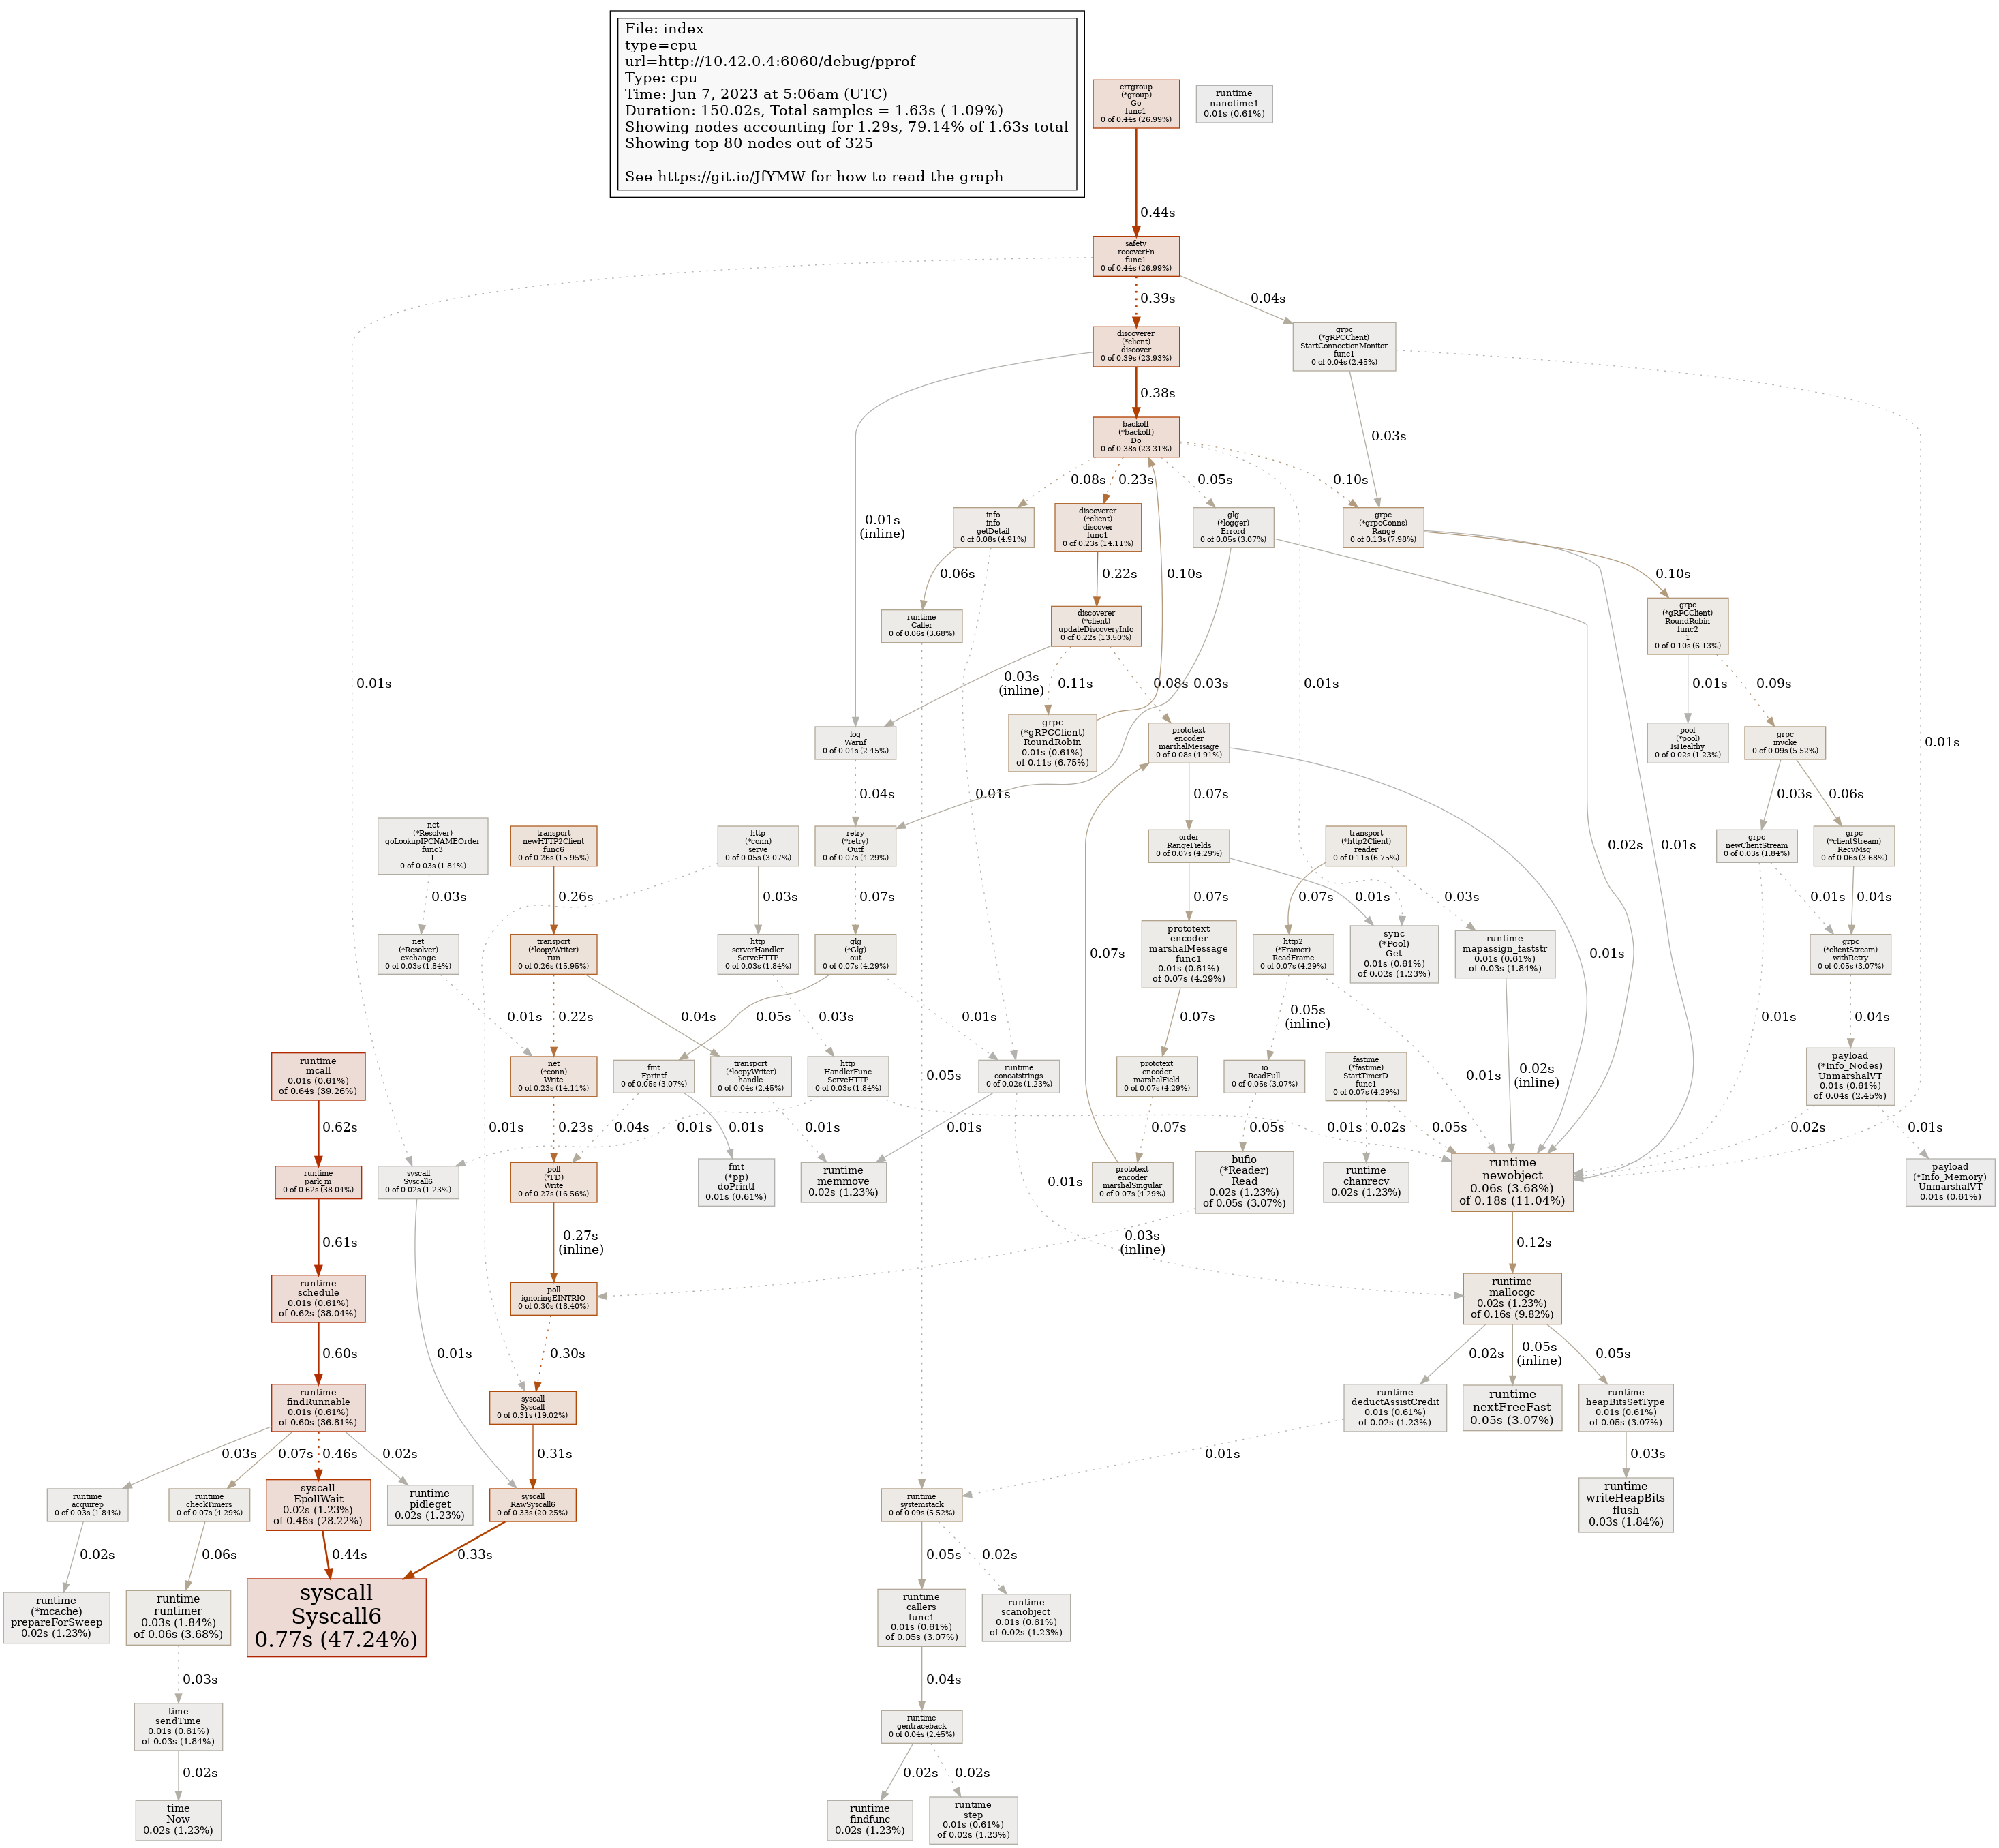 File: index
type=cpu
url=http://10.42.0.4:6060/debug/pprof
Type: cpu
Time: Jun 7, 2023 at 5:06am (UTC)
Duration: 150.02s, Total samples = 1.63s ( 1.09%)
Showing nodes accounting for 1.29s, 79.14% of 1.63s total
Showing top 80 nodes out of 325
See https://git.io/JfYMW for how to read the graph
errgroup
(*group)
Go
func1
0 of 0.44s (26.99%)
runtime
nanotime1
0.01s (0.61%)
0.44s
safety
recoverFn
func1
0 of 0.44s (26.99%)
0.39s
0.04s
discoverer
(*client)
discover
0 of 0.39s (23.93%)
grpc
(*gRPCClient)
StartConnectionMonitor
func1
0 of 0.04s (2.45%)
0.38s
0.03s
backoff
(*backoff)
Do
0 of 0.38s (23.31%)
0.08s
0.23s
0.05s
0.10s
0.01s
(inline)
info
info
getDetail
0 of 0.08s (4.91%)
discoverer
(*client)
discover
func1
0 of 0.23s (14.11%)
glg
(*logger)
Errord
0 of 0.05s (3.07%)
grpc
(*grpcConns)
Range
0 of 0.13s (7.98%)
0.06s
0.22s
0.10s
0.10s
runtime
Caller
0 of 0.06s (3.68%)
discoverer
(*client)
updateDiscoveryInfo
0 of 0.22s (13.50%)
grpc
(*gRPCClient)
RoundRobin
func2
1
0 of 0.10s (6.13%)
0.01s
0.03s
(inline)
0.11s
0.08s
0.03s
0.01s
0.01s
0.09s
0.01s
log
Warnf
0 of 0.04s (2.45%)
grpc
(*gRPCClient)
RoundRobin
0.01s (0.61%)
of 0.11s (6.75%)
prototext
encoder
marshalMessage
0 of 0.08s (4.91%)
pool
(*pool)
IsHealthy
0 of 0.02s (1.23%)
grpc
invoke
0 of 0.09s (5.52%)
0.04s
0.01s
0.07s
0.03s
0.06s
net
(*Resolver)
goLookupIPCNAMEOrder
func3
1
0 of 0.03s (1.84%)
transport
newHTTP2Client
func6
0 of 0.26s (15.95%)
http
(*conn)
serve
0 of 0.05s (3.07%)
retry
(*retry)
Outf
0 of 0.07s (4.29%)
order
RangeFields
0 of 0.07s (4.29%)
transport
(*http2Client)
reader
0 of 0.11s (6.75%)
0.02s
0.01s
grpc
newClientStream
0 of 0.03s (1.84%)
grpc
(*clientStream)
RecvMsg
0 of 0.06s (3.68%)
0.03s
0.26s
0.03s
0.07s
0.07s
0.01s
0.07s
0.03s
0.01s
0.04s
net
(*Resolver)
exchange
0 of 0.03s (1.84%)
transport
(*loopyWriter)
run
0 of 0.26s (15.95%)
http
serverHandler
ServeHTTP
0 of 0.03s (1.84%)
glg
(*Glg)
out
0 of 0.07s (4.29%)
0.07s
prototext
encoder
marshalMessage
func1
0.01s (0.61%)
of 0.07s (4.29%)
http2
(*Framer)
ReadFrame
0 of 0.07s (4.29%)
sync
(*Pool)
Get
0.01s (0.61%)
of 0.02s (1.23%)
runtime
mapassign_faststr
0.01s (0.61%)
of 0.03s (1.84%)
0.01s
grpc
(*clientStream)
withRetry
0 of 0.05s (3.07%)
0.01s
0.22s
0.04s
0.05s
0.03s
0.01s
0.07s
0.05s
(inline)
0.01s
0.04s
runtime
mcall
0.01s (0.61%)
of 0.64s (39.26%)
net
(*conn)
Write
0 of 0.23s (14.11%)
fmt
Fprintf
0 of 0.05s (3.07%)
transport
(*loopyWriter)
handle
0 of 0.04s (2.45%)
http
HandlerFunc
ServeHTTP
0 of 0.03s (1.84%)
0.05s
runtime
concatstrings
0 of 0.02s (1.23%)
prototext
encoder
marshalField
0 of 0.07s (4.29%)
io
ReadFull
0 of 0.05s (3.07%)
fastime
(*fastime)
StartTimerD
func1
0 of 0.07s (4.29%)
0.01s
0.02s
(inline)
payload
(*Info_Nodes)
UnmarshalVT
0.01s (0.61%)
of 0.04s (2.45%)
0.62s
0.01s
0.23s
0.04s
0.01s
0.01s
0.01s
0.01s
0.07s
0.05s
0.01s
0.02s
0.05s
0.02s
0.01s
runtime
park_m
0 of 0.62s (38.04%)
syscall
Syscall6
0 of 0.02s (1.23%)
poll
(*FD)
Write
0 of 0.27s (16.56%)
fmt
(*pp)
doPrintf
0.01s (0.61%)
runtime
memmove
0.02s (1.23%)
0.01s
prototext
encoder
marshalSingular
0 of 0.07s (4.29%)
bufio
(*Reader)
Read
0.02s (1.23%)
of 0.05s (3.07%)
runtime
chanrecv
0.02s (1.23%)
runtime
newobject
0.06s (3.68%)
of 0.18s (11.04%)
payload
(*Info_Memory)
UnmarshalVT
0.01s (0.61%)
0.61s
0.27s
(inline)
0.03s
(inline)
0.12s
runtime
schedule
0.01s (0.61%)
of 0.62s (38.04%)
poll
ignoringEINTRIO
0 of 0.30s (18.40%)
runtime
mallocgc
0.02s (1.23%)
of 0.16s (9.82%)
0.60s
0.01s
0.30s
0.02s
0.05s
(inline)
0.05s
runtime
findRunnable
0.01s (0.61%)
of 0.60s (36.81%)
syscall
Syscall
0 of 0.31s (19.02%)
runtime
deductAssistCredit
0.01s (0.61%)
of 0.02s (1.23%)
runtime
nextFreeFast
0.05s (3.07%)
runtime
heapBitsSetType
0.01s (0.61%)
of 0.05s (3.07%)
0.03s
0.07s
0.46s
0.02s
0.31s
0.01s
0.03s
runtime
acquirep
0 of 0.03s (1.84%)
runtime
checkTimers
0 of 0.07s (4.29%)
syscall
EpollWait
0.02s (1.23%)
of 0.46s (28.22%)
runtime
pidleget
0.02s (1.23%)
syscall
RawSyscall6
0 of 0.33s (20.25%)
runtime
systemstack
0 of 0.09s (5.52%)
runtime
writeHeapBits
flush
0.03s (1.84%)
0.02s
0.06s
0.44s
0.33s
0.05s
0.02s
runtime
(*mcache)
prepareForSweep
0.02s (1.23%)
runtime
runtimer
0.03s (1.84%)
of 0.06s (3.68%)
syscall
Syscall6
0.77s (47.24%)
runtime
callers
func1
0.01s (0.61%)
of 0.05s (3.07%)
runtime
scanobject
0.01s (0.61%)
of 0.02s (1.23%)
0.03s
0.04s
time
sendTime
0.01s (0.61%)
of 0.03s (1.84%)
runtime
gentraceback
0 of 0.04s (2.45%)
0.02s
0.02s
0.02s
time
Now
0.02s (1.23%)
runtime
findfunc
0.02s (1.23%)
runtime
step
0.01s (0.61%)
of 0.02s (1.23%)